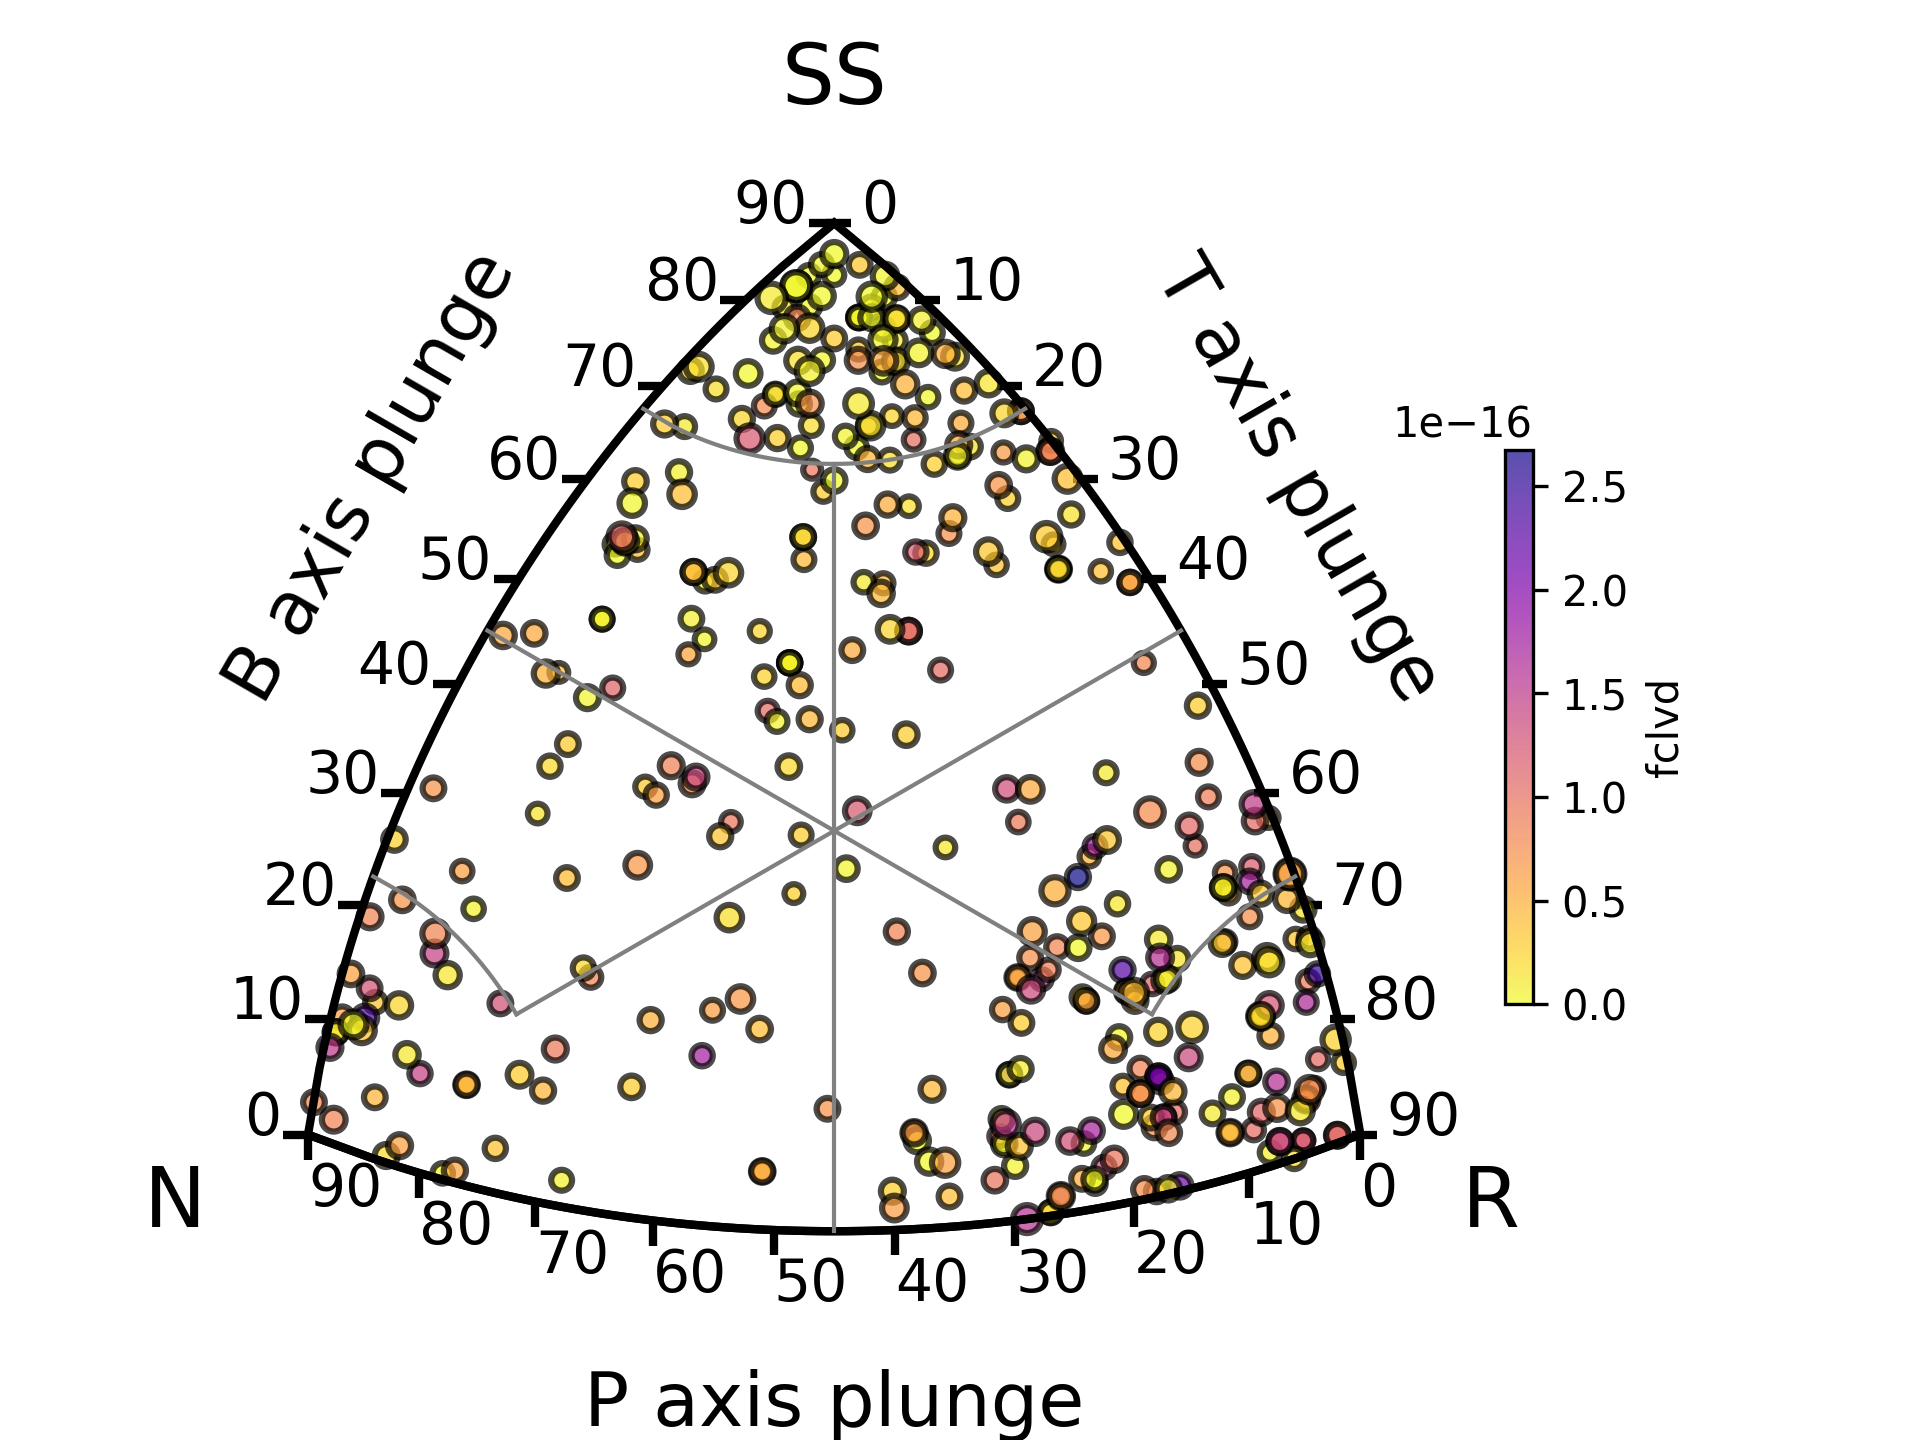 SS
90 0
80 10
70 20
60 30
50 40
40 50
30 60
20 70
10 80
0 90
B axis plunge
T axis plunge
N
R
90 80 70 60 50 40 30 20 10 0
P axis plunge
1e−16
2.5
2.0
1.5
1.0
0.5
0.0
fclvd